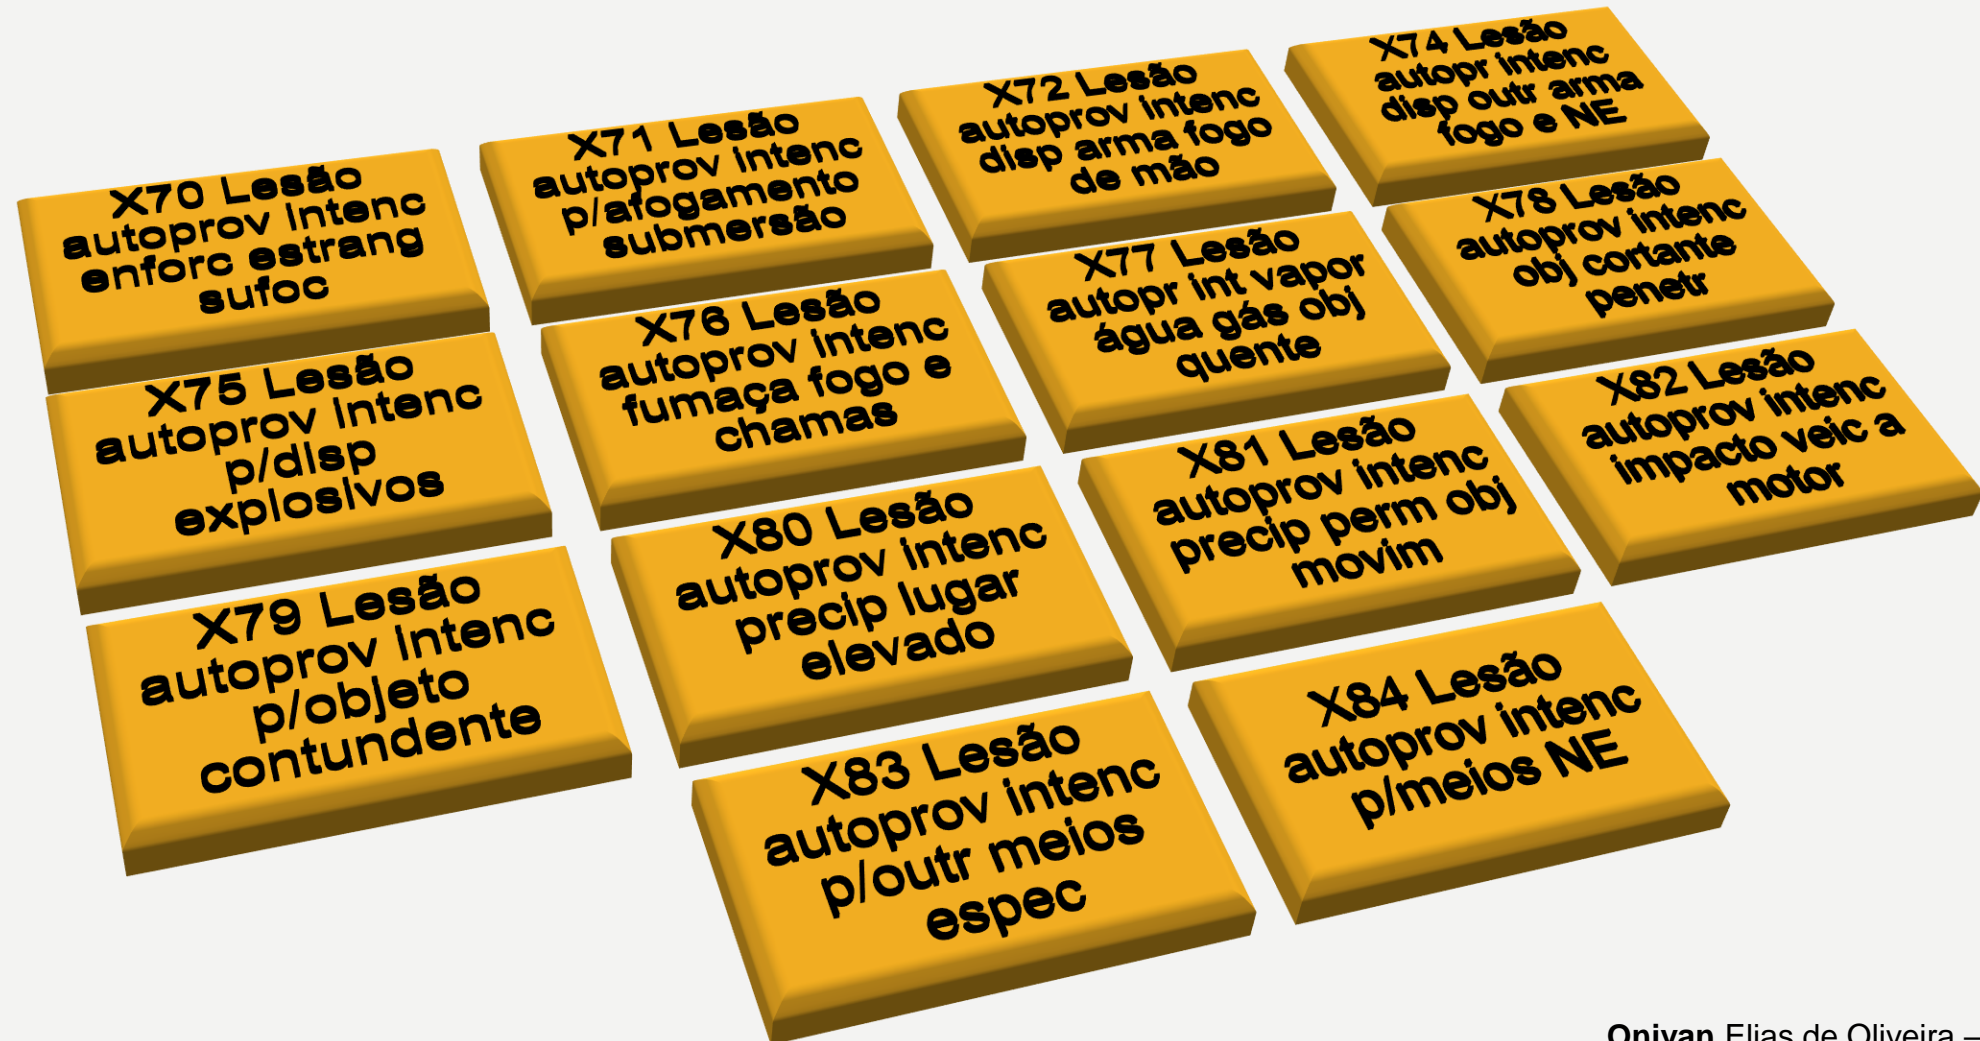 X70 Lesão
autoprov intenc
enforc estrang
sufoc
X71 Lesão
autoprov intenc
p/afogamento
submersão
X72 Lesão
autoprov intenc
disp arma fogo
de mão
X74 Lesão
autopr intenc
disp outr arma
fogo e NE
X75 Lesão
autoprov intenc
p/disp
explosivos
X76 Lesão
autoprov intenc
fumaça fogo e
chamas
X77 Lesão
autopr int vapor
água gás obj
quente
X78 Lesão
autoprov intenc
obj cortante
penetr
X79 Lesão
autoprov intenc
p/objeto
contundente
X80 Lesão
autoprov intenc
precip lugar
elevado
X81 Lesão
autoprov intenc
precip perm obj
movim
X82 Lesão
autoprov intenc
impacto veic a
motor
X83 Lesão
autoprov intenc
p/outr meios
espec
X84 Lesão
autoprov intenc
p/meios NE
Onivan Elias de Oliveira –